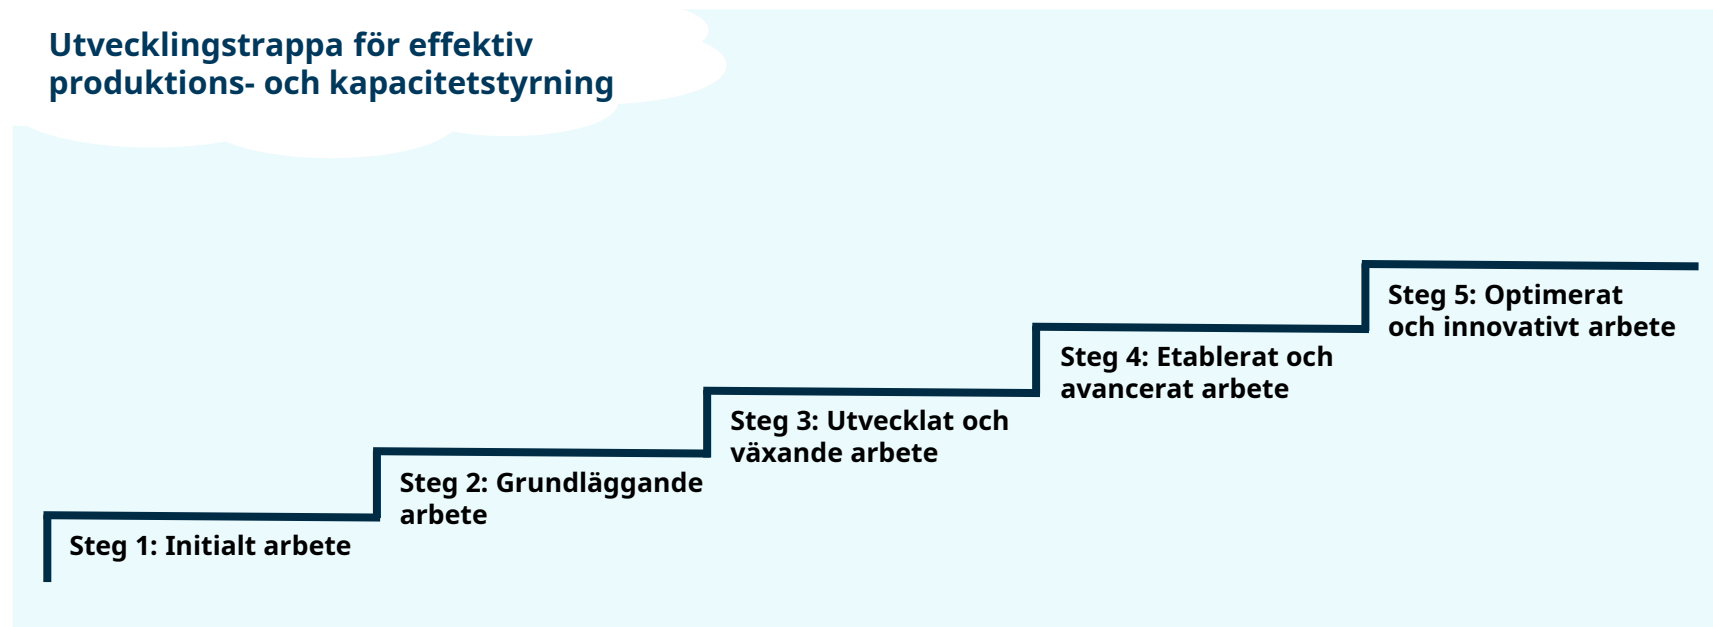 Utvecklingstrappa för effektiv
produktions- och kapacitetstyrning
Steg 1: Initialt arbete
Steg 2: Grundläggande
arbete
Steg 3: Utvecklat och
växande arbete
Steg 4: Etablerat och
avancerat arbete
Steg 5: Optimerat
och innovativt arbete